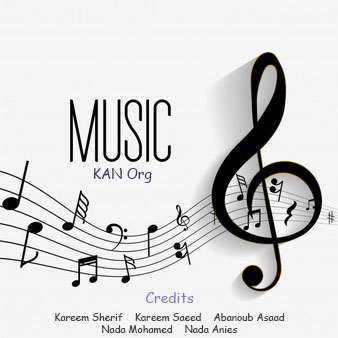 MUSIC
KAN Org
Credits
Kareem Sherif Kareem Saeed Abanoub Asaad
Nada Mohamed Nada Anies